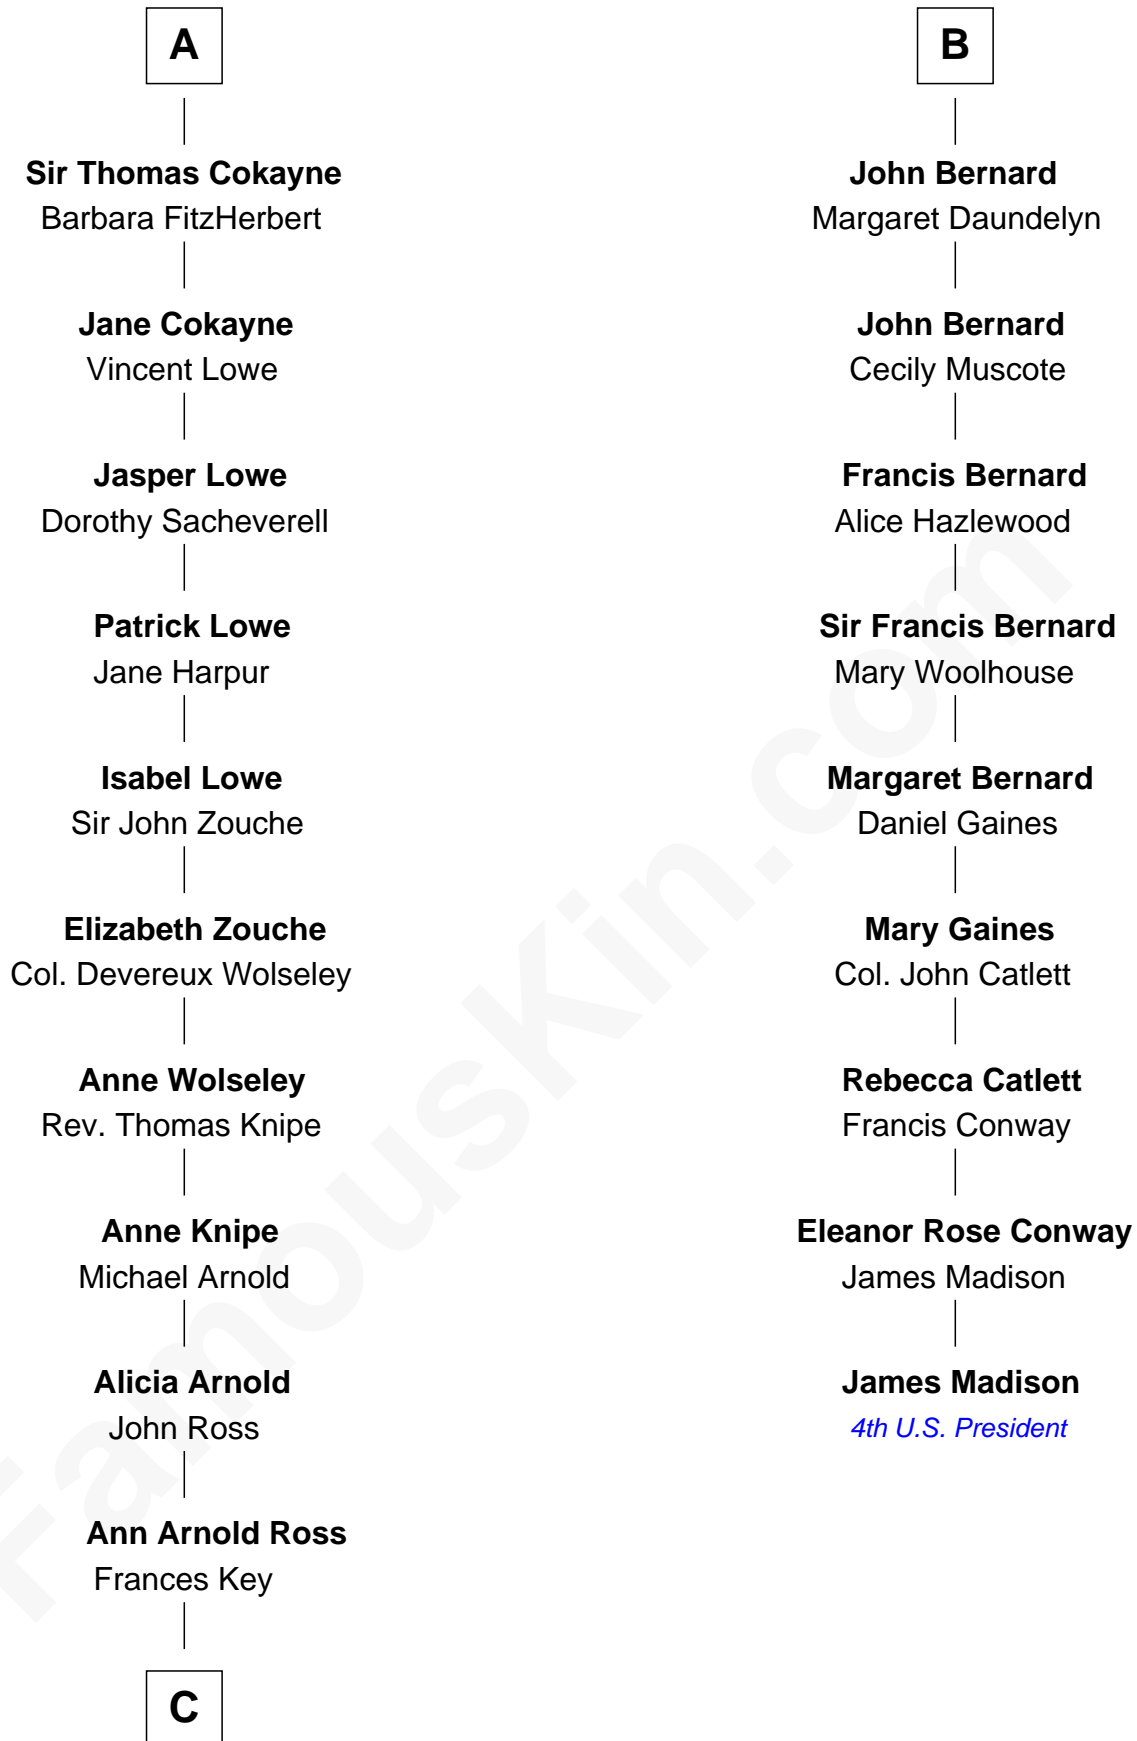 A
Sir Thomas Cokayne
Barbara FitzHerbert
Jane Cokayne
Vincent Lowe
Jasper Lowe
Dorothy Sacheverell
Patrick Lowe
Jane Harpur
Isabel Lowe
Sir John Zouche
Elizabeth Zouche
Col. Devereux Wolseley
Anne Wolseley
Rev. Thomas Knipe
Anne Knipe
Michael Arnold
Alicia Arnold
John Ross
Ann Arnold Ross
Frances Key
C
B
John Bernard
Margaret Daundelyn
John Bernard
Cecily Muscote
Francis Bernard
Alice Hazlewood
Sir Francis Bernard
Mary Woolhouse
Margaret Bernard
Daniel Gaines
Mary Gaines
Col. John Catlett
Rebecca Catlett
Francis Conway
Eleanor Rose Conway
James Madison
James Madison
4th U.S. President
FamousKin.com